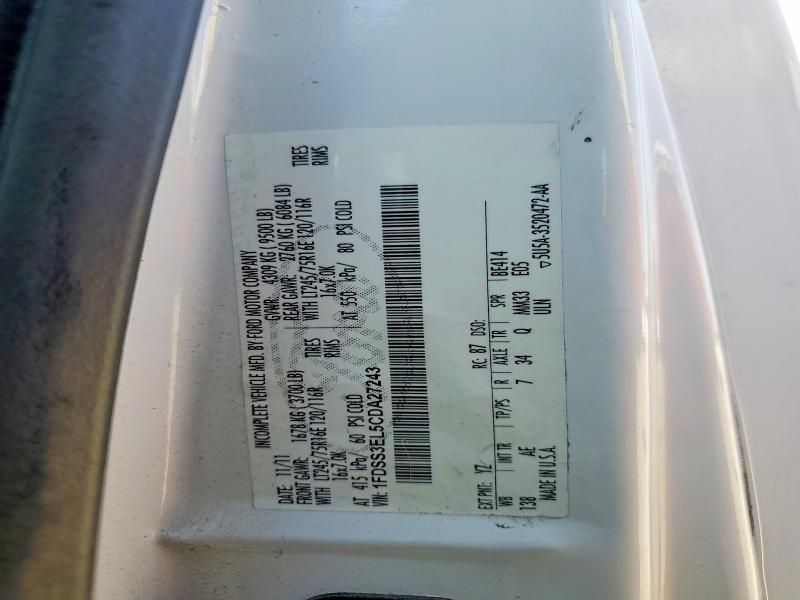 INCOMPLETE VEHICLE MFD. BY FORD MOTOR COMPANY
DATE: 11/11 GVWR: 4309 KG ( 9500 LB)
FRONT GAWR: 1678 KG ( 3700 LB) REAR GAWR: 2760 KG ( 6084 LB)
WITH LT245/75R16E 120/116R TIRES WITH LT245/75R16E 120/116R TIRES
16x7.0K RIMS 16x7.0K RIMS
AT 415 kPa/ 60 PSI COLD AT 550 kPa/ 80 PSI COLD
VIN: 1FDSS3EL5CDA27243
EXT PNT: YZ RC: 87 DSO:
WB INT TR TP/PS R AXLE TR SPR BE414
138 AE 7 34 Q MM33 E05
ULN
MADE IN U.S.A. ▽5U5A-3520472-AA